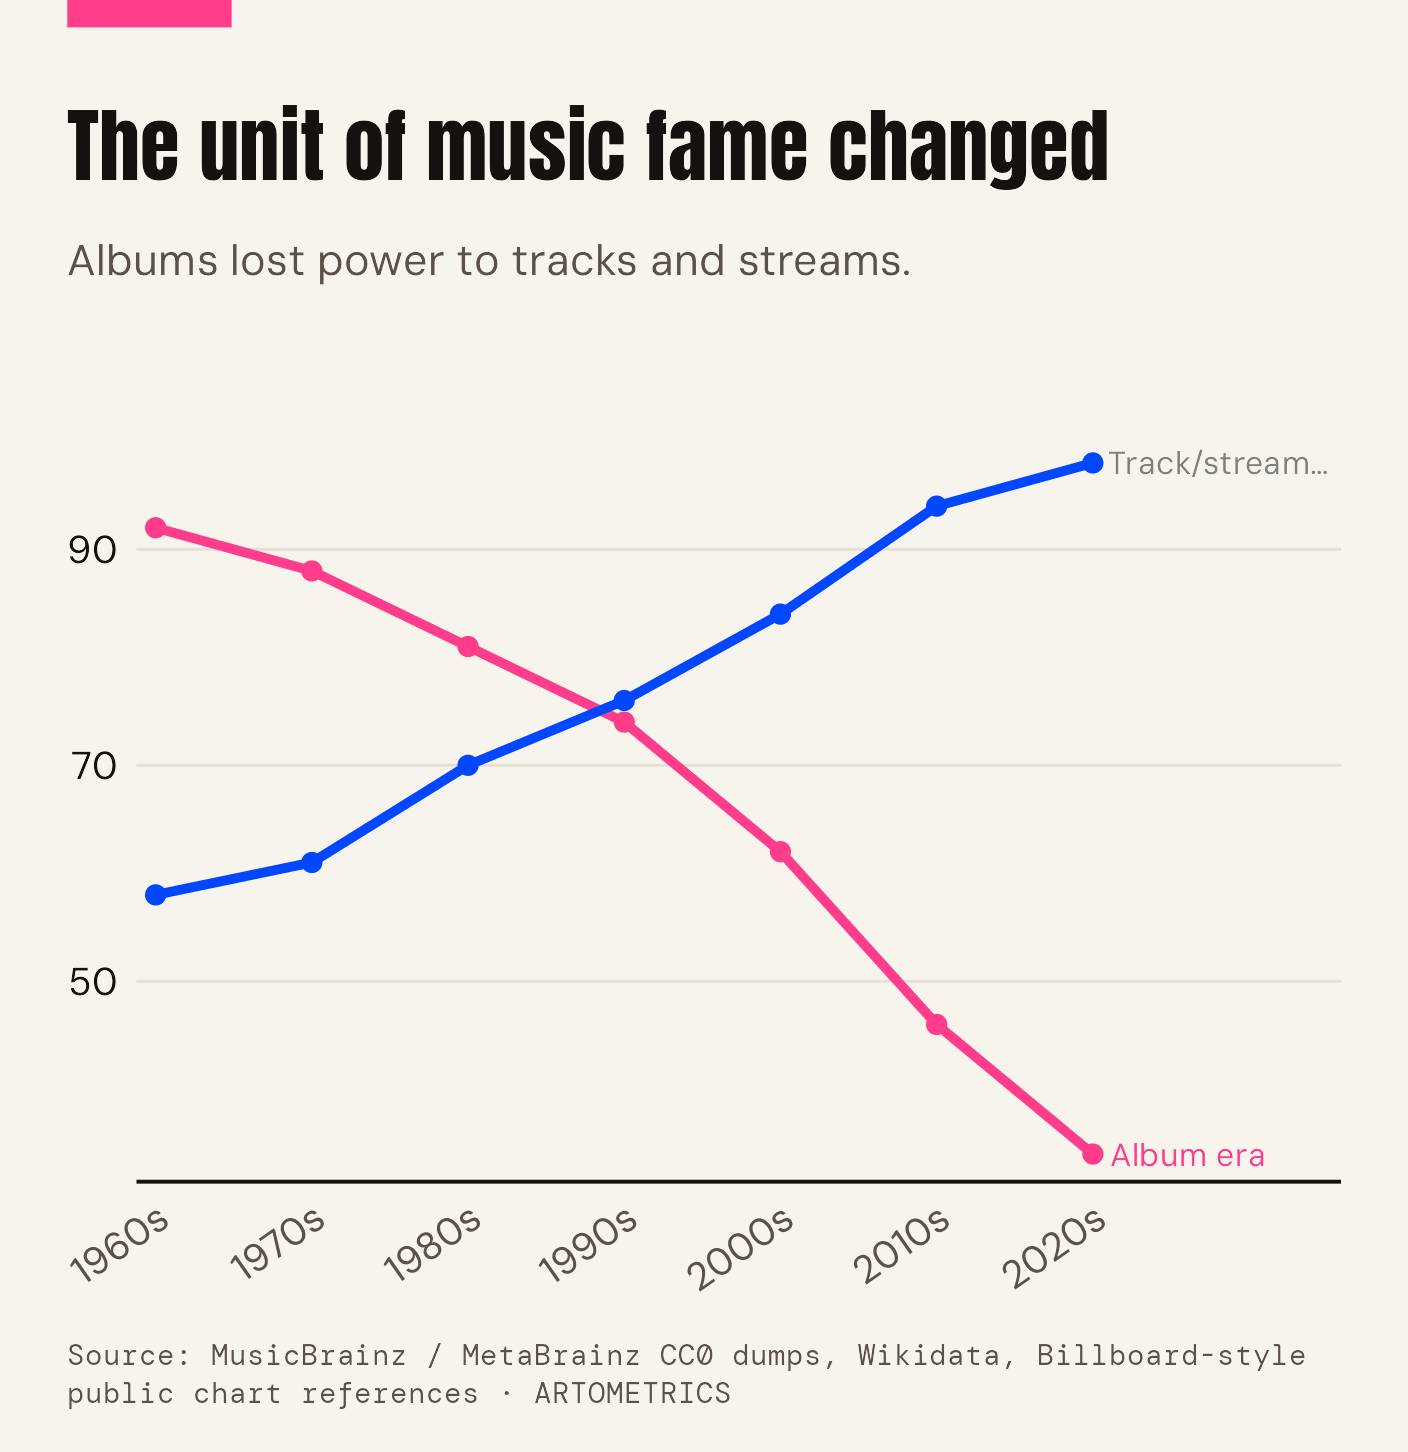 The unit of music fame changed
Albums lost power to tracks and streams.
Track/stream…
90
70
50
Album era
1960s
1970s
1980s
1990s
2000s
2010s
2020s
Source: MusicBrainz / MetaBrainz CC0 dumps, Wikidata, Billboard-style
public chart references · ARTOMETRICS